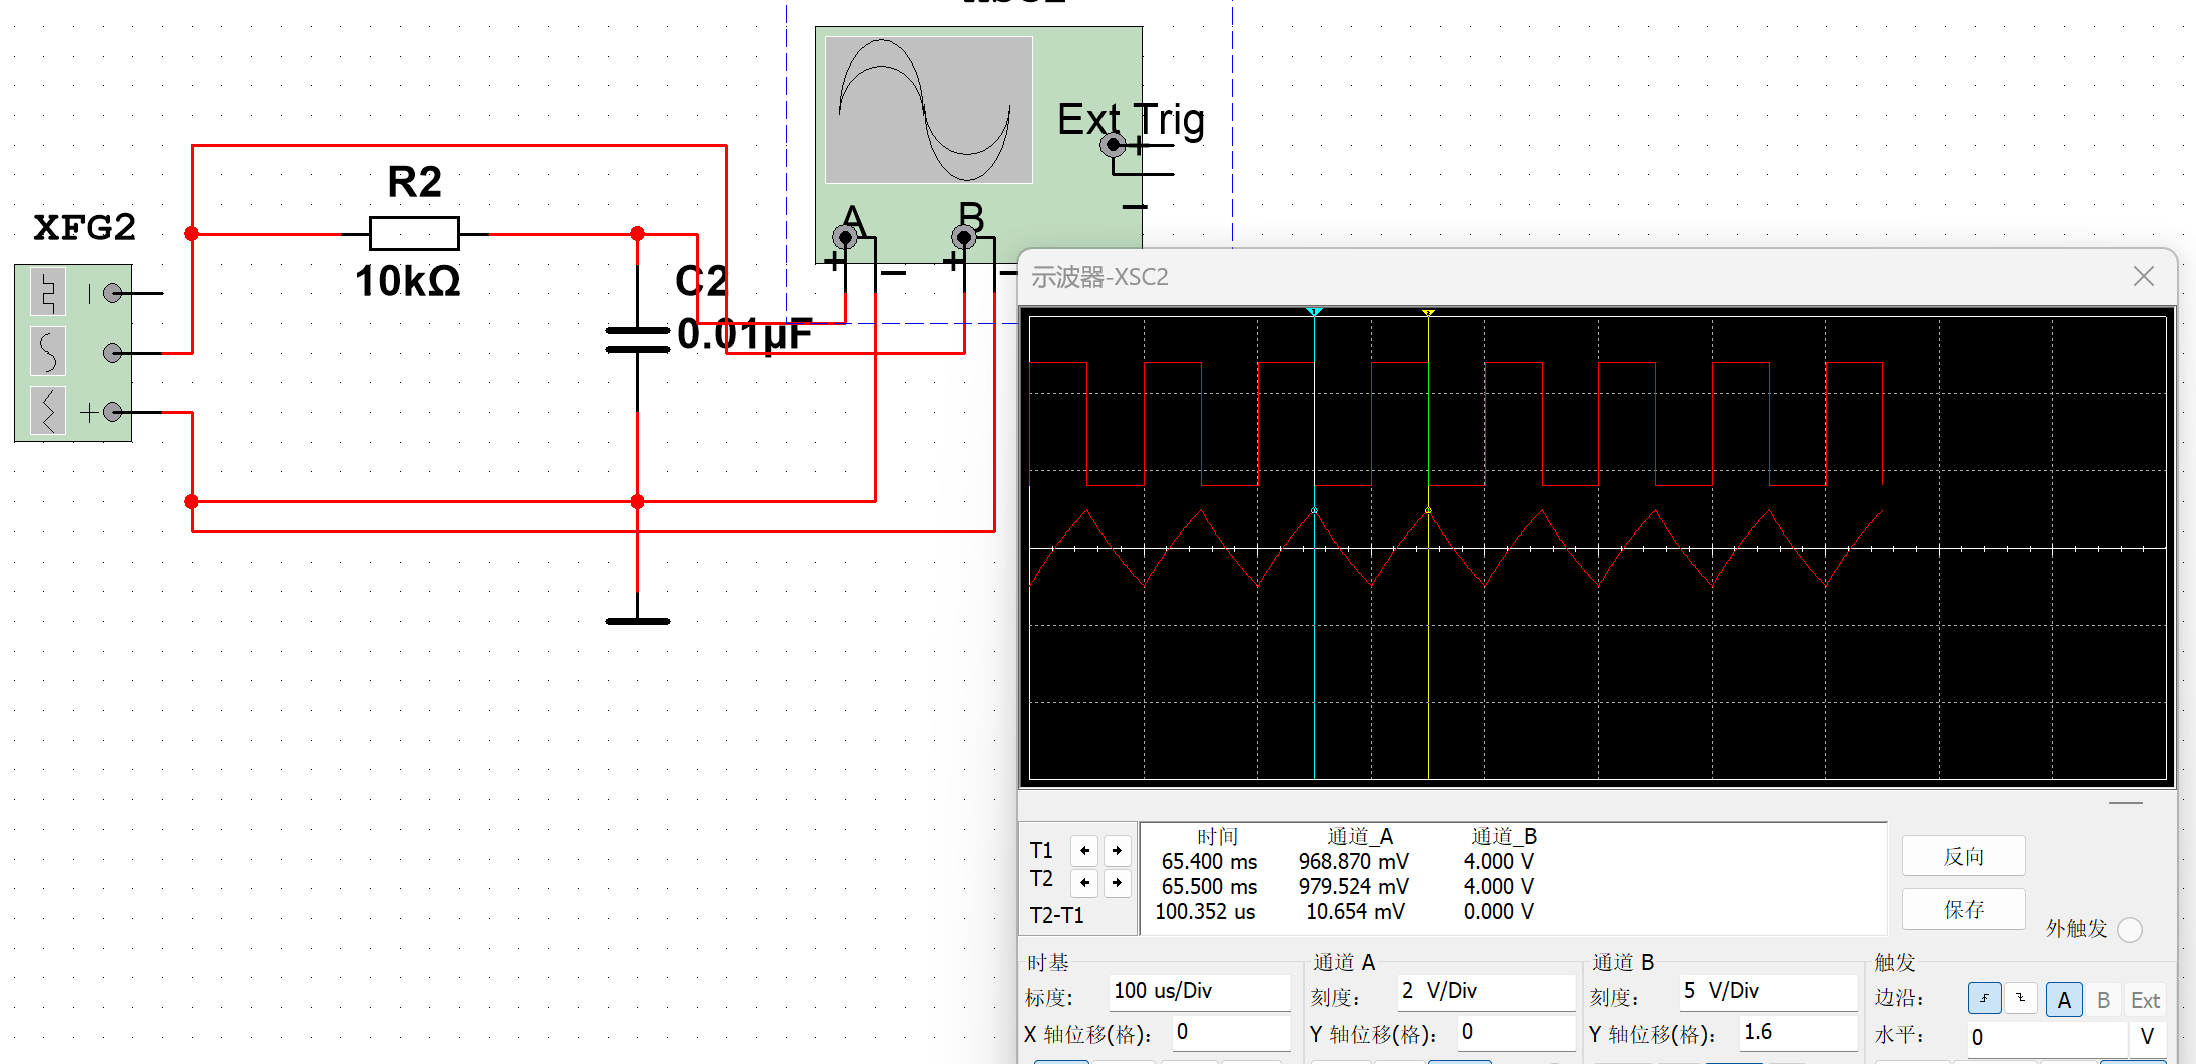 Ext Trig
+
R2
XFG2
A
B
+
+
10kΩ
C2
0.01μF
+
示波器-XSC2
T1
T2
T2-T1
时间 通道_A 通道_B
65.400 ms 968.870 mV 4.000 V
65.500 ms 979.524 mV 4.000 V
100.352 us 10.654 mV 0.000 V
反向
保存
外触发
时基
标度: 100 us/Div
X 轴位移(格): 0
通道 A
刻度: 2 V/Div
Y 轴位移(格): 0
通道 B
刻度: 5 V/Div
Y 轴位移(格): 1.6
触发
边沿: A B Ext
水平: 0 V